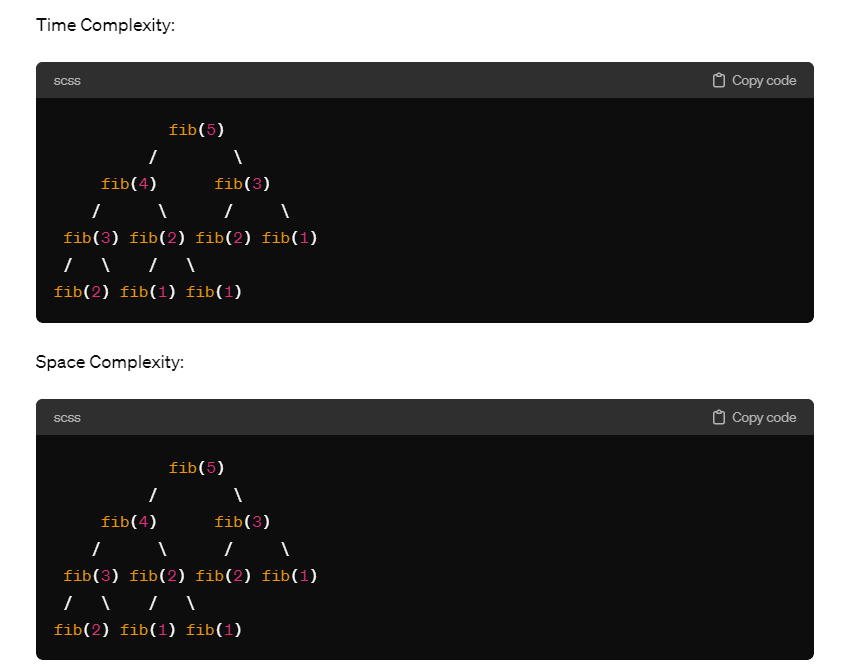 Time Complexity:
scss Copy code
fib(5)
/ \
fib(4) fib(3)
/ \ / \
fib(3) fib(2) fib(2) fib(1)
/ \ / \
fib(2) fib(1) fib(1)
Space Complexity:
scss Copy code
fib(5)
/ \
fib(4) fib(3)
/ \ / \
fib(3) fib(2) fib(2) fib(1)
/ \ / \
fib(2) fib(1) fib(1)